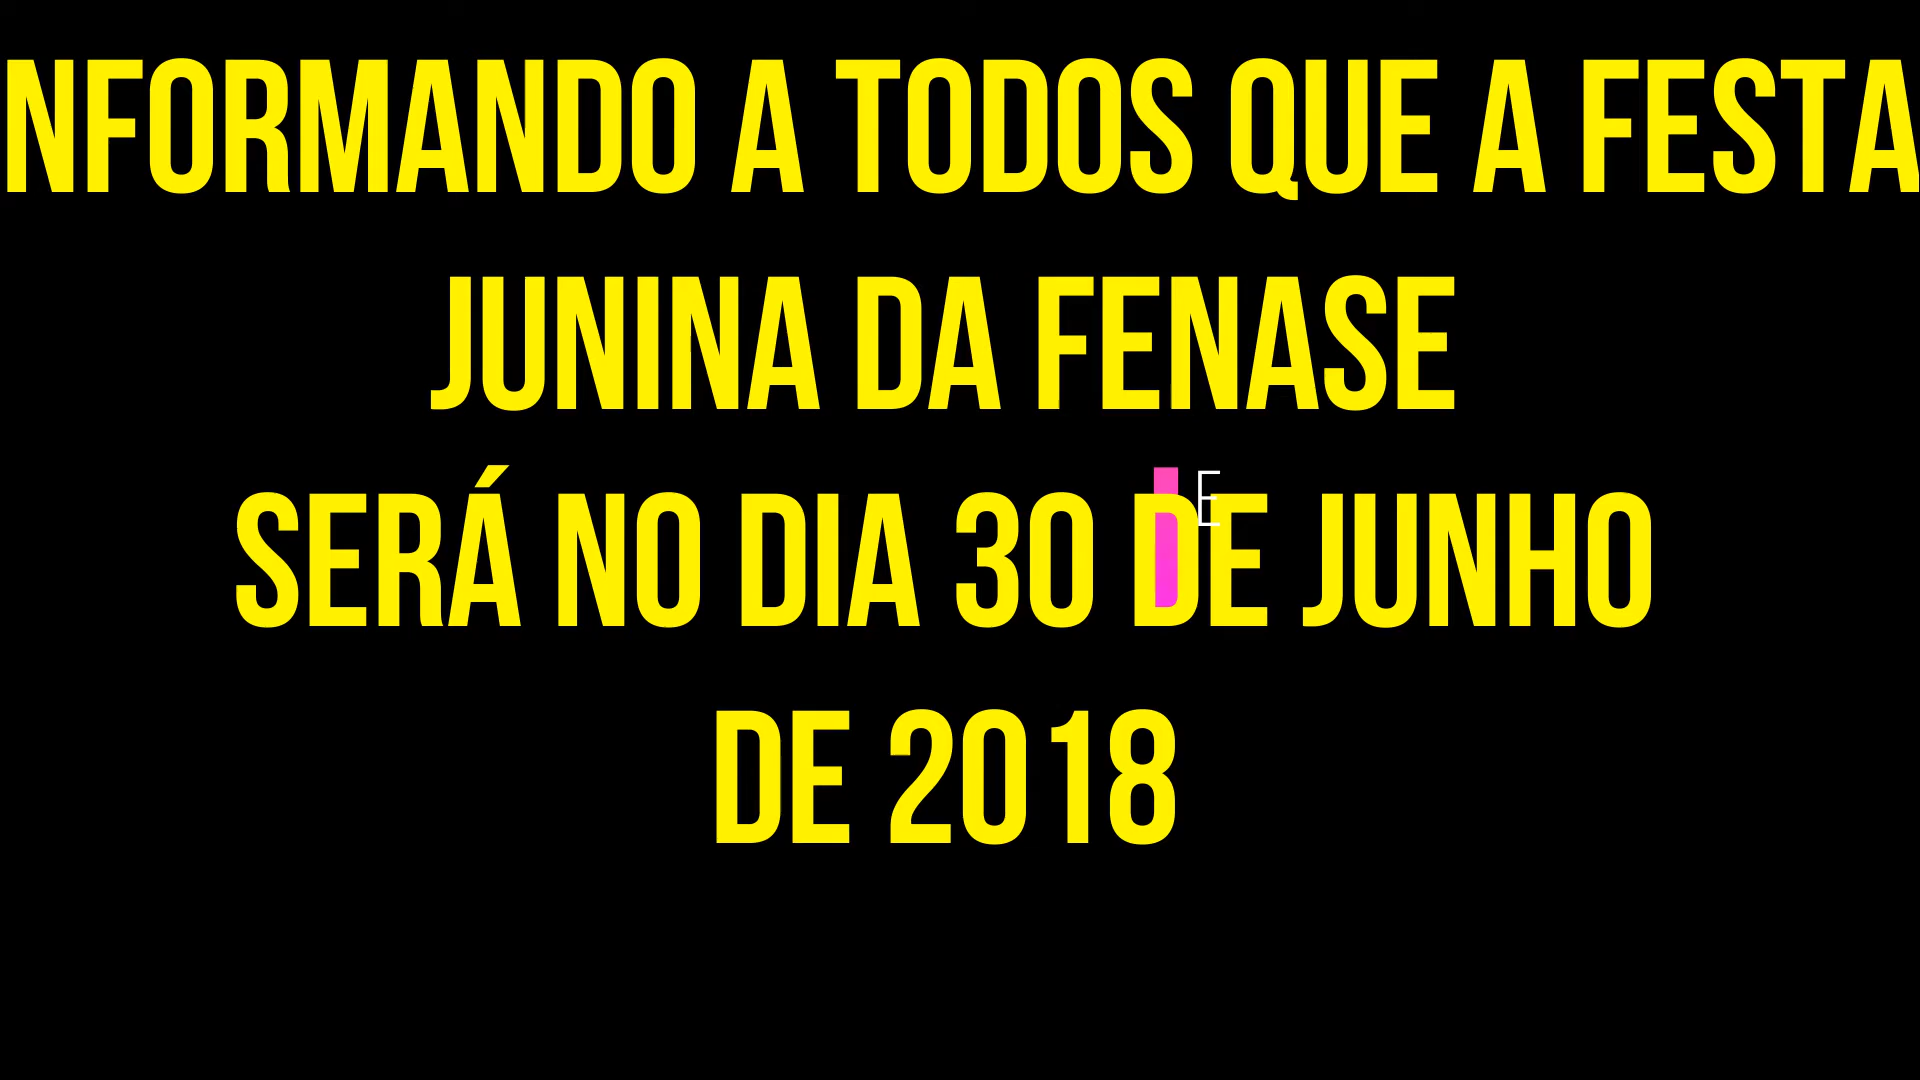 NFORMANDO A TODOS QUE A FESTA
JUNINA DA FENASE
SERÁ NO DIA 30 DE JUNHO
DE 2018
E